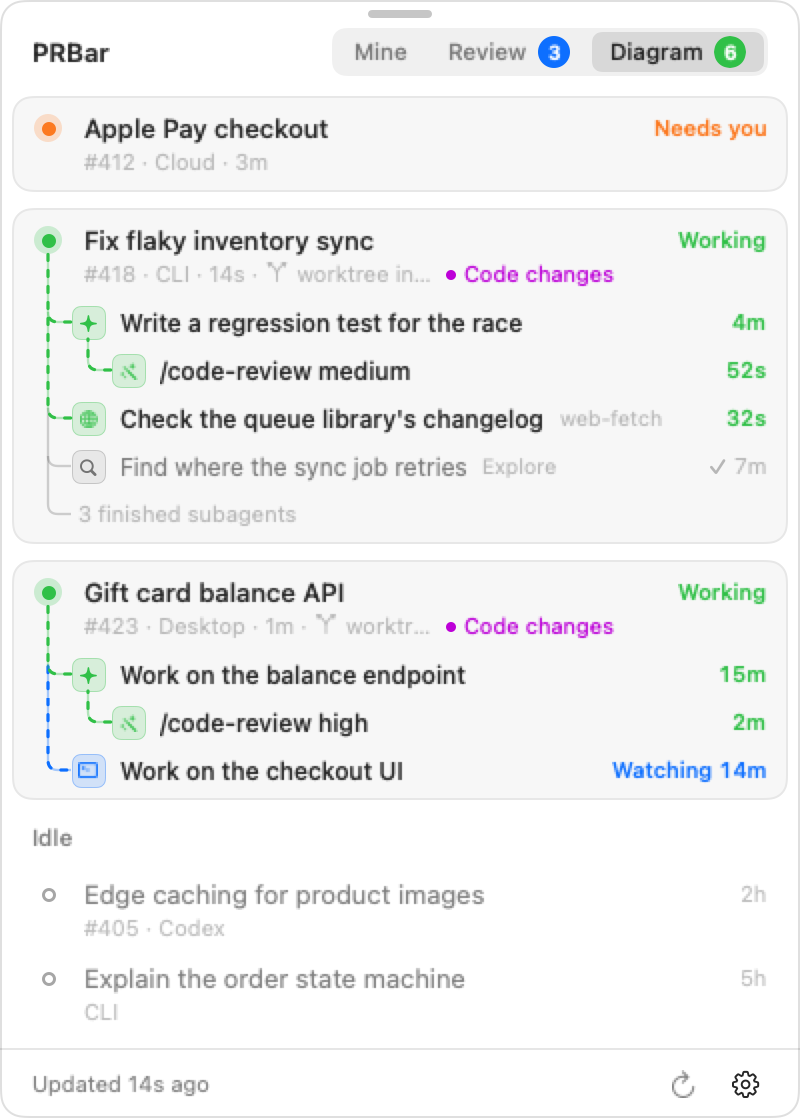 PRBar
Mine Review 3 Diagram 6
Apple Pay checkout Needs you
#412 · Cloud · 3m
Fix flaky inventory sync Working
#418 · CLI · 14s · worktree in... Code changes
Write a regression test for the race 4m
/code-review medium 52s
Check the queue library's changelog web-fetch 32s
Find where the sync job retries Explore ✓ 7m
3 finished subagents
Gift card balance API Working
#423 · Desktop · 1m · worktr... Code changes
Work on the balance endpoint 15m
/code-review high 2m
Work on the checkout UI Watching 14m
Idle
Edge caching for product images 2h
#405 · Codex
Explain the order state machine 5h
CLI
Updated 14s ago